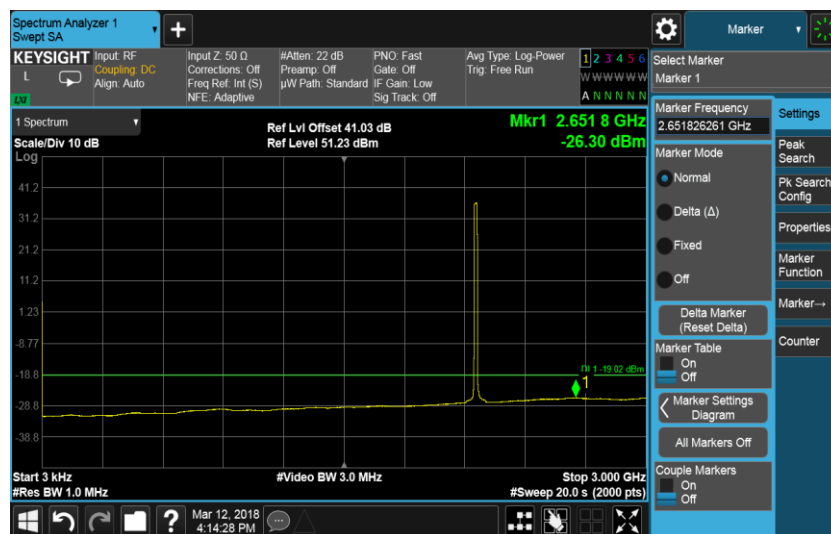 Spectrum Analyzer 1
Swept SA
Marker
KEYSIGHT
L
LXI
Input: RF
Coupling: DC
Align: Auto
Input Z: 50 Ω
Corrections: Off
Freq Ref: Int (S)
NFE: Adaptive
#Atten: 22 dB
Preamp: Off
µW Path: Standard
PNO: Fast
Gate: Off
IF Gain: Low
Sig Track: Off
Avg Type: Log-Power
Trig: Free Run
1 2 3 4 5 6
W W W W W W
A N N N N N
Select Marker
Marker 1
1 Spectrum
Scale/Div 10 dB
Log
Ref Lvl Offset 41.03 dB
Ref Level 51.23 dBm
Mkr1 2.651 8 GHz
-26.30 dBm
41.2
31.2
21.2
11.2
1.23
-8.77
-18.8
-28.8
-38.8
DL1 -19.02 dBm
1
Start 3 kHz
#Res BW 1.0 MHz
#Video BW 3.0 MHz
Stop 3.000 GHz
#Sweep 20.0 s (2000 pts)
Marker Frequency
2.651826261 GHz
Marker Mode
Normal
Delta (Δ)
Fixed
Off
Delta Marker
(Reset Delta)
Marker Table
On
Off
Marker Settings
Diagram
All Markers Off
Couple Markers
On
Off
Settings
Peak
Search
Pk Search
Config
Properties
Marker
Function
Marker→
Counter
Mar 12, 2018
4:14:28 PM